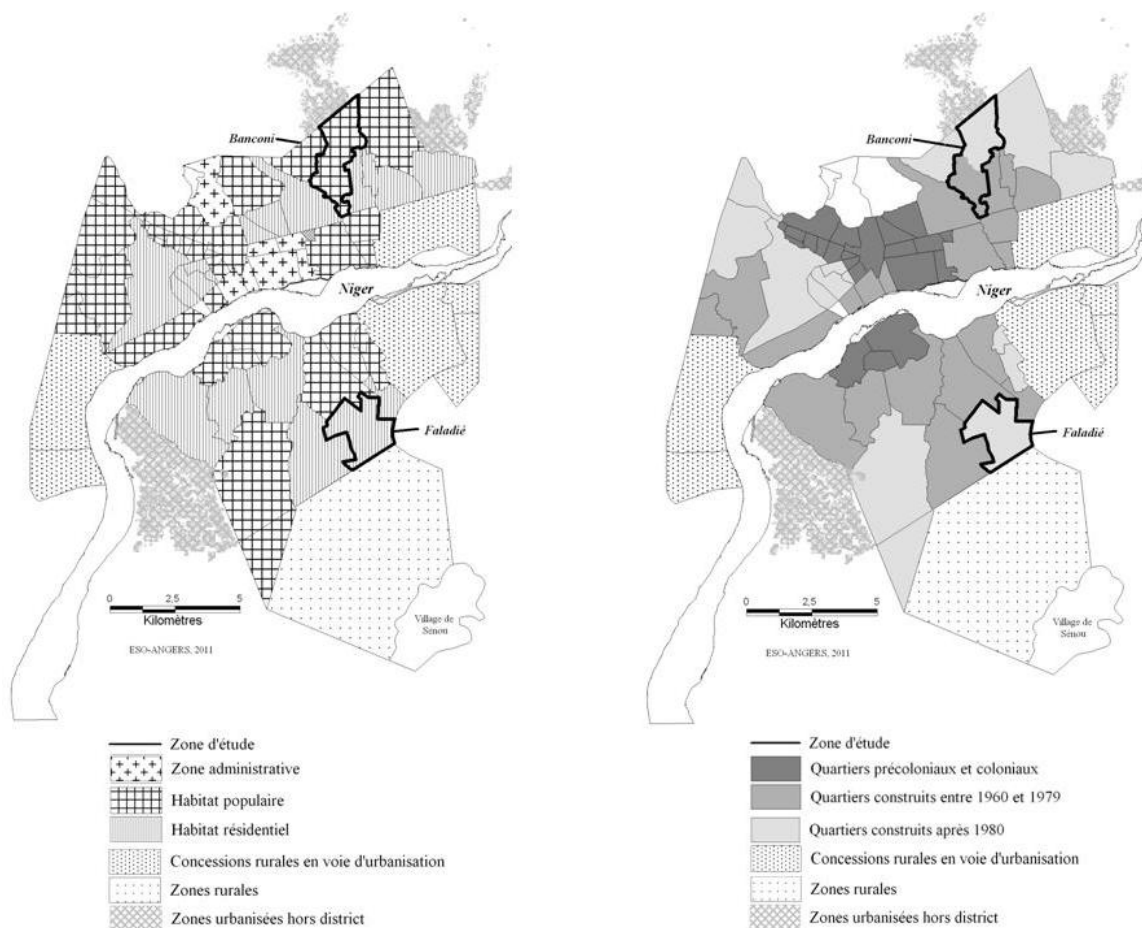 Banconi
Niger
Faladié
Village de
Sénou
0 2,5 5
Kilomètres
ESO-ANGERS, 2011
Zone d'étude
Zone administrative
Habitat populaire
Habitat résidentiel
Concessions rurales en voie d'urbanisation
Zones rurales
Zones urbanisées hors district
Banconi
Niger
Faladié
Village de
Sénou
0 2,5 5
Kilomètres
ESO-ANGERS, 2011
Zone d'étude
Quartiers précoloniaux et coloniaux
Quartiers construits entre 1960 et 1979
Quartiers construits après 1980
Concessions rurales en voie d'urbanisation
Zones rurales
Zones urbanisées hors district